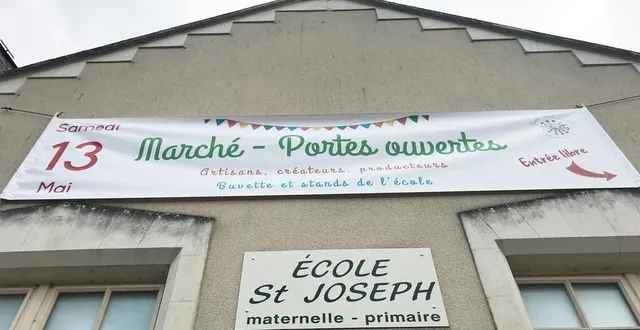 Samedi
13
Mai
Marché - Portes ouvertes
Artisans, créateurs, producteurs
Buvette et stands de l'école
Entrée libre
ÉCOLE
St JOSEPH
maternelle - primaire